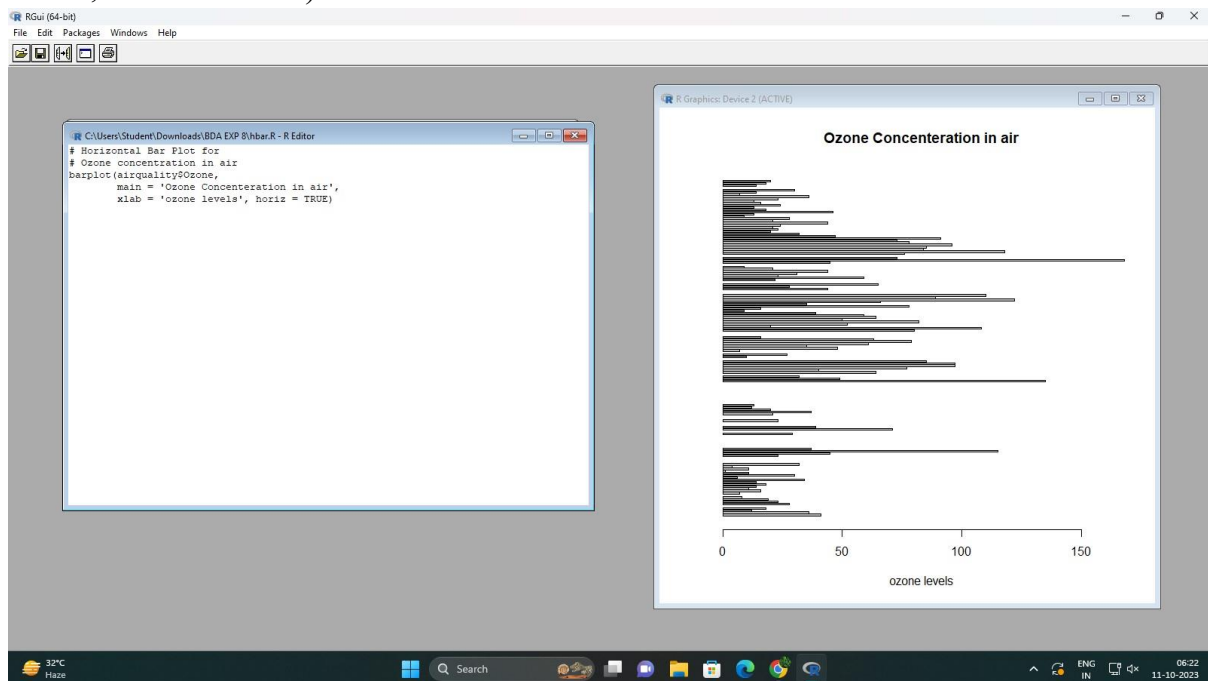 RGui (64-bit)
File Edit Packages Windows Help
R Graphics: Device 2 (ACTIVE)
C:\Users\Student\Downloads\BDA EXP 8\hbar.R - R Editor
# Horizontal Bar Plot for
# Ozone concentration in air
barplot(airquality$Ozone,
main = 'Ozone Concenteration in air',
xlab = 'ozone levels', horiz = TRUE)
Ozone Concenteration in air
0 50 100 150
ozone levels
32°C
Haze
Search
ENG
IN
06:22
11-10-2023